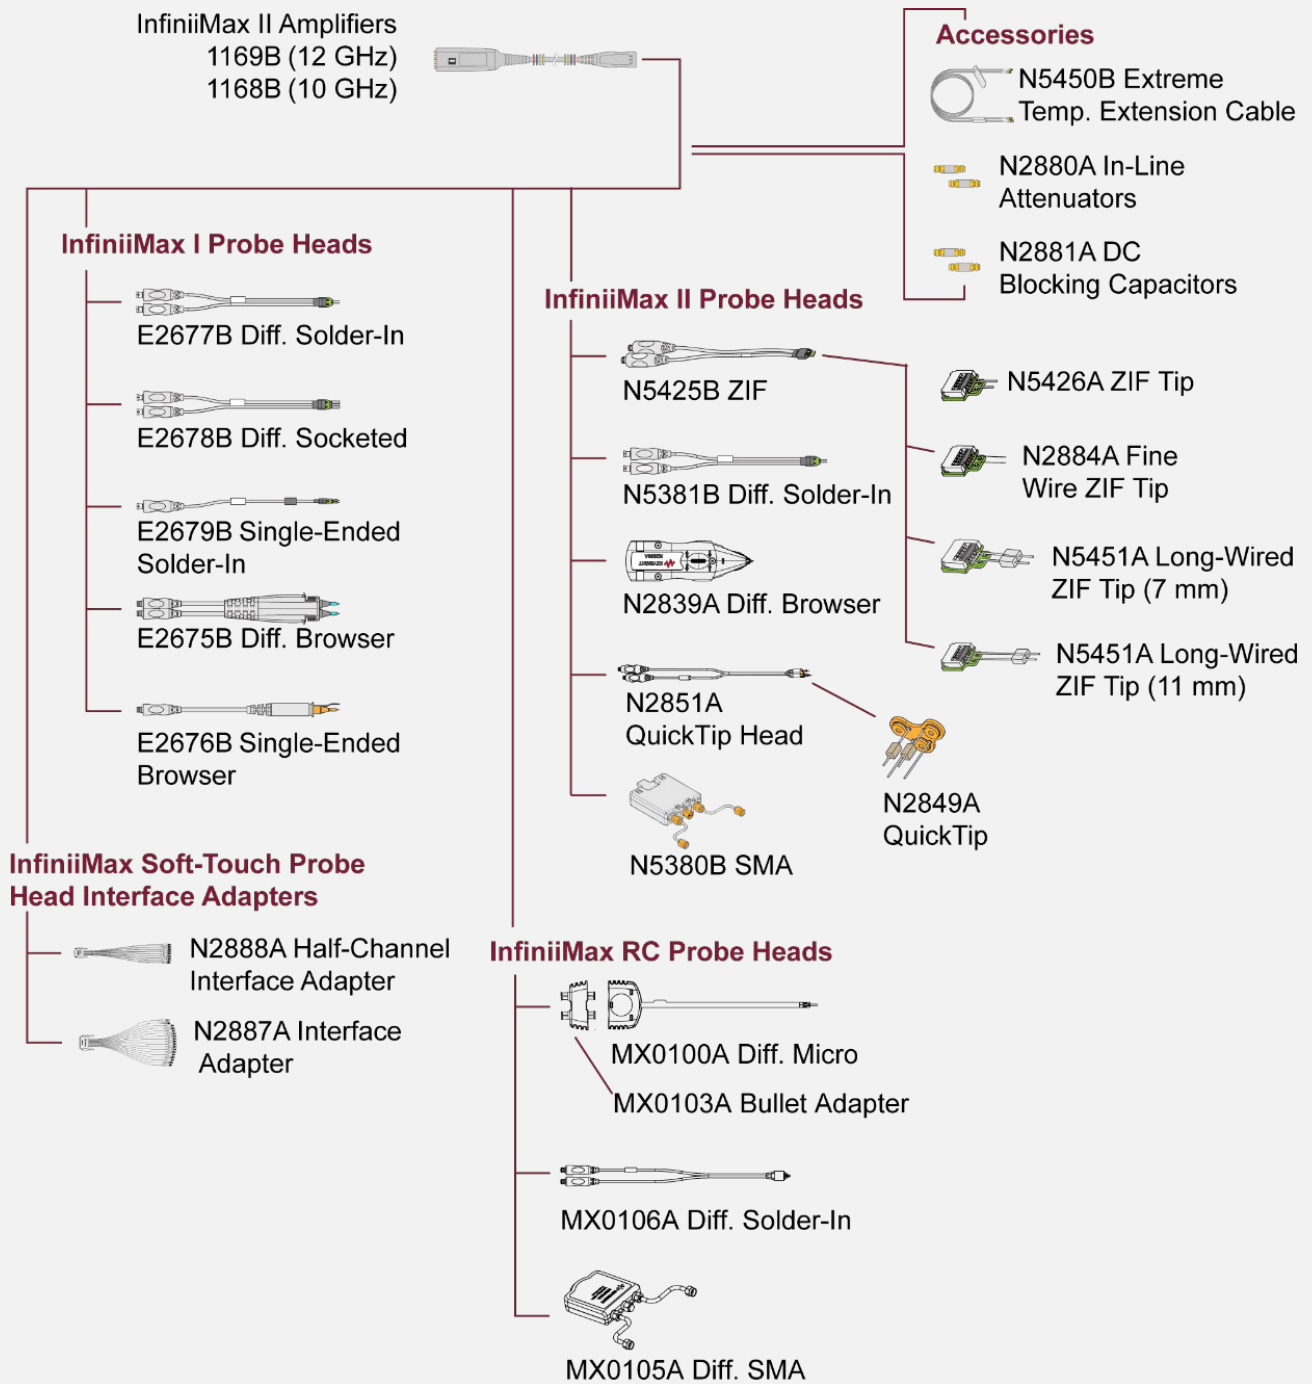 InfiniiMax II Amplifiers
1169B (12 GHz)
1168B (10 GHz)
Accessories
N5450B Extreme
Temp. Extension Cable
N2880A In-Line
Attenuators
N2881A DC
Blocking Capacitors
InfiniiMax I Probe Heads
E2677B Diff. Solder-In
E2678B Diff. Socketed
E2679B Single-Ended
Solder-In
E2675B Diff. Browser
E2676B Single-Ended
Browser
InfiniiMax II Probe Heads
N5425B ZIF
N5381B Diff. Solder-In
KEYSIGHT
N2839A
N2839A Diff. Browser
N2851A
QuickTip Head
N2849A
QuickTip
N5380B SMA
N5426A ZIF Tip
N2884A Fine
Wire ZIF Tip
N5451A Long-Wired
ZIF Tip (7 mm)
N5451A Long-Wired
ZIF Tip (11 mm)
InfiniiMax Soft-Touch Probe
Head Interface Adapters
N2888A Half-Channel
Interface Adapter
N2887A Interface
Adapter
InfiniiMax RC Probe Heads
MX0100A Diff. Micro
MX0103A Bullet Adapter
MX0106A Diff. Solder-In
MX0105A Diff. SMA